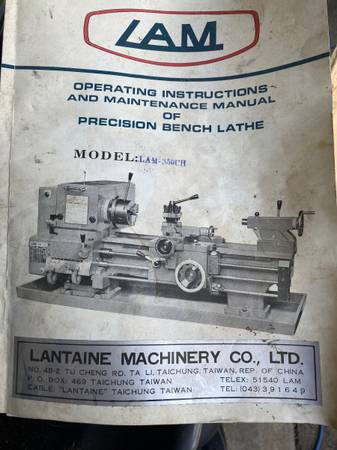 LAM
OPERATING INSTRUCTIONS
AND MAINTENANCE MANUAL
OF
PRECISION BENCH LATHE
MODEL:LAM-350CH
LANTAINE MACHINERY CO., LTD.
NO. 48-2 TU CHENG RD. TA LI, TAICHUNG, TAIWAN, REP. OF CHINA
P. O. BOX: 469 TAICHUNG TAIWAN TELEX: 51540 LAM
CABLE: "LANTAINE" TAICHUNG TAIWAN TEL: (043) 3 9 1 6 4 9